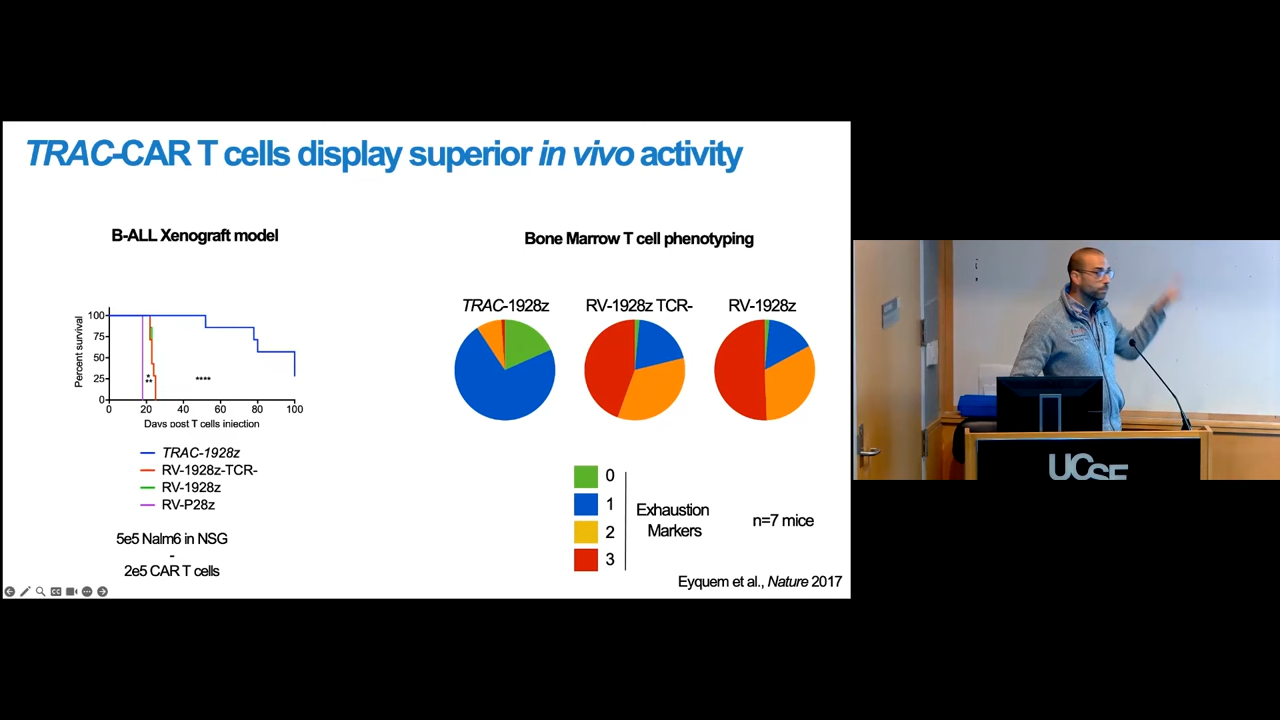 TRAC-CAR T cells display superior in vivo activity
B-ALL Xenograft model
Percent survival
100
75
50
25
0
*
**
****
0 20 40 60 80 100
Days post T cells injection
TRAC-1928z
RV-1928z-TCR-
RV-1928z
RV-P28z
5e5 Nalm6 in NSG
-
2e5 CAR T cells
Bone Marrow T cell phenotyping
TRAC-1928z RV-1928z TCR- RV-1928z
0
1
2
3
Exhaustion
Markers
n=7 mice
Eyquem et al., Nature 2017
UCSF